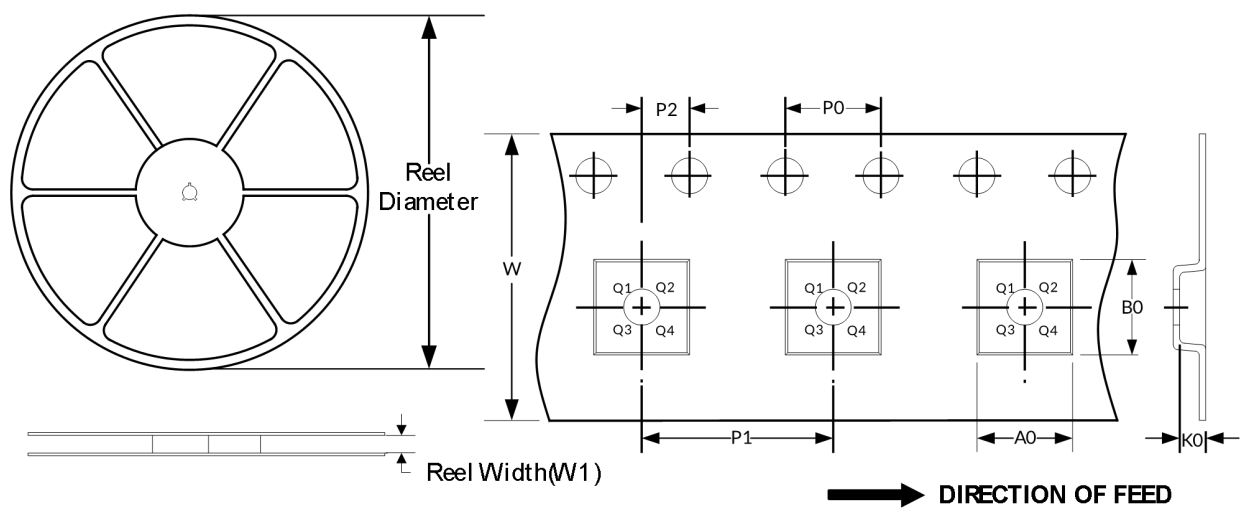 P2
P0
Reel
Diameter
W
Q1 Q2
Q3 Q4
Q1 Q2
Q3 Q4
Q1 Q2
Q3 Q4
B0
P1
A0
K0
Reel Width(W1)
DIRECTION OF FEED